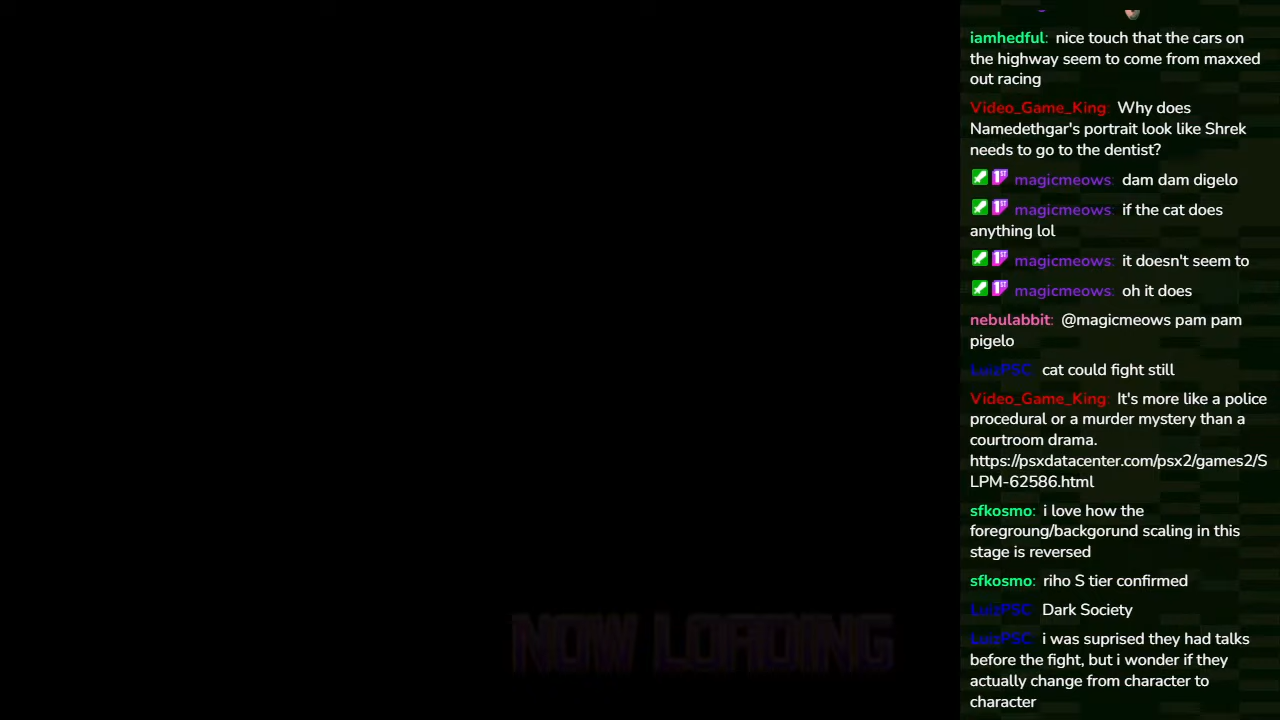 iamhedful: nice touch that the cars on
the highway seem to come from maxxed
out racing
Video_Game_King: Why does
Namedethgar's portrait look like Shrek
needs to go to the dentist?
1ST magicmeows: dam dam digelo
1ST magicmeows: if the cat does
anything lol
1ST magicmeows: it doesn't seem to
1ST magicmeows: oh it does
nebulabbit: @magicmeows pam pam
pigelo
LuizPSC: cat could fight still
Video_Game_King: It's more like a police
procedural or a murder mystery than a
courtroom drama.
https://psxdatacenter.com/psx2/games2/S
LPM-62586.html
sfkosmo: i love how the
foregroung/backgorund scaling in this
stage is reversed
sfkosmo: riho S tier confirmed
LuizPSC: Dark Society
LuizPSC: i was suprised they had talks
before the fight, but i wonder if they
actually change from character to
character
NOW LOADING